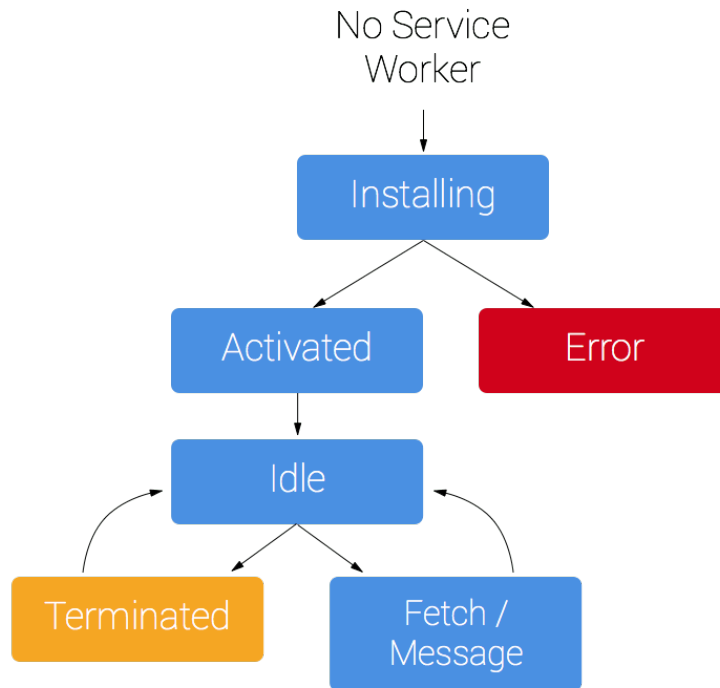 No Service
Worker
Installing
Activated
Error
Idle
Terminated
Fetch /
Message